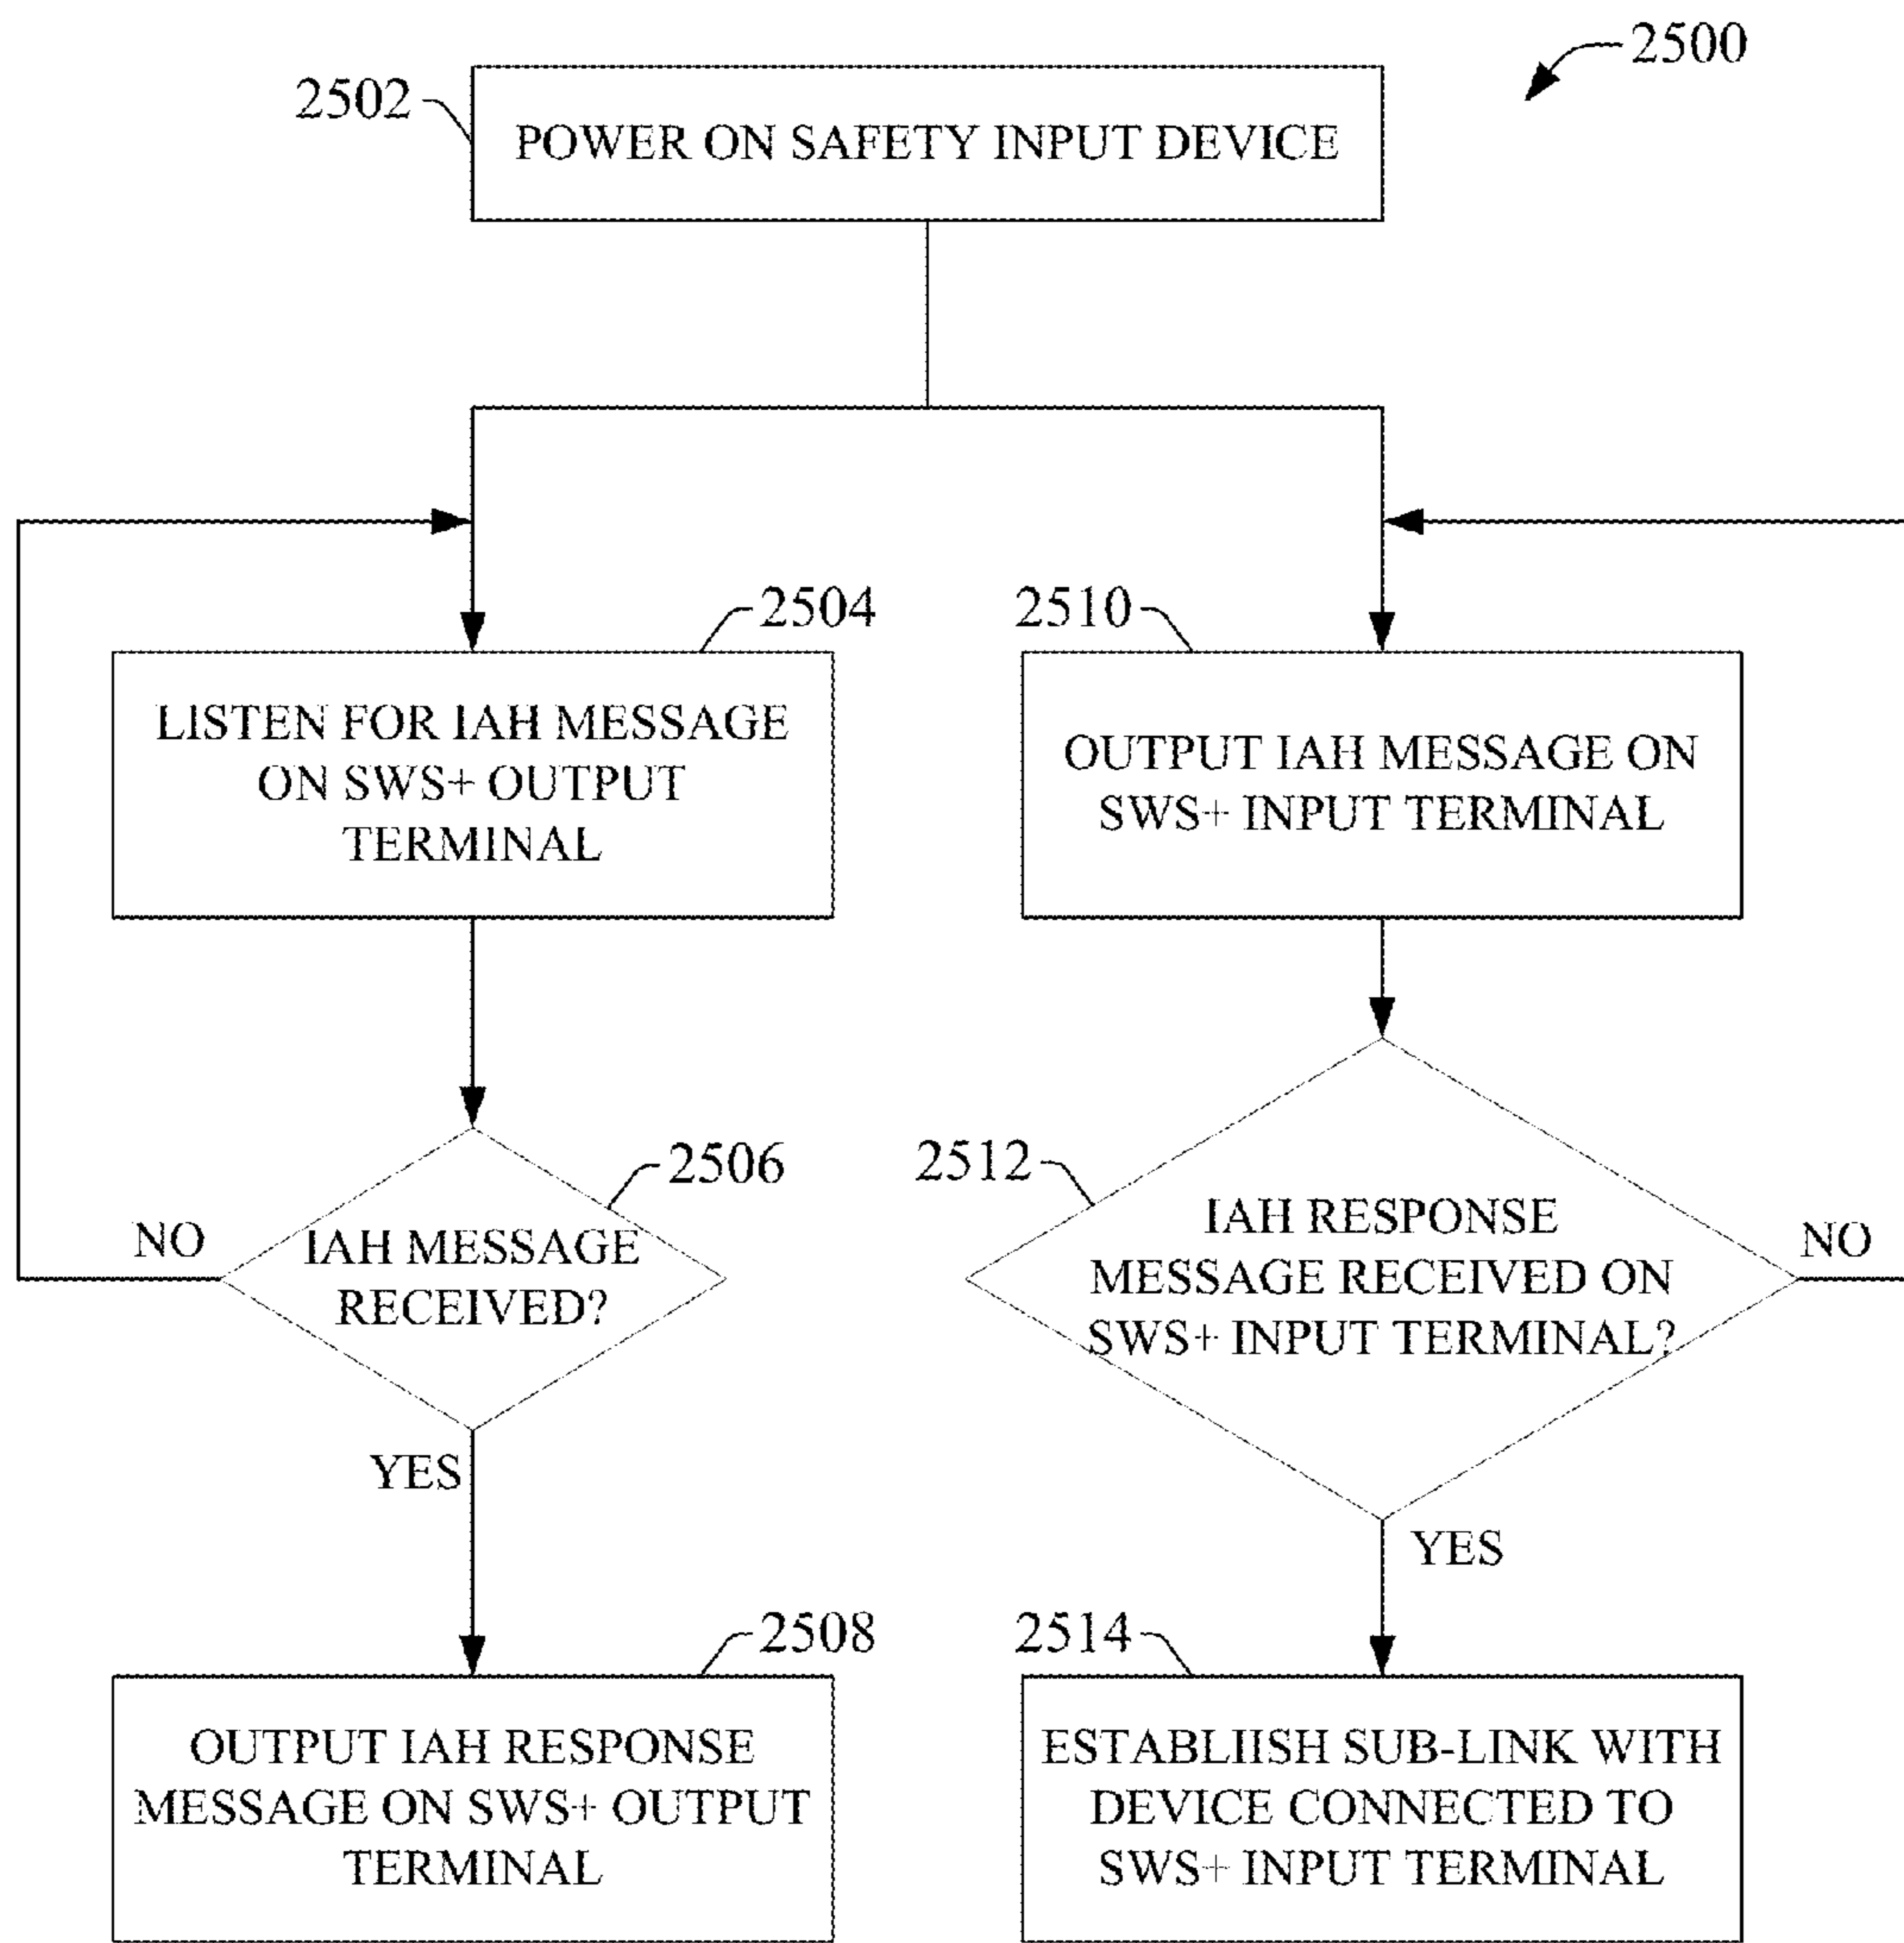 2500
2502
POWER ON SAFETY INPUT DEVICE
2504
LISTEN FOR IAH MESSAGE
ON SWS+ OUTPUT
TERMINAL
2510
OUTPUT IAH MESSAGE ON
SWS+ INPUT TERMINAL
2506
NO
IAH MESSAGE
RECEIVED?
YES
2512
IAH RESPONSE
MESSAGE RECEIVED ON
SWS+ INPUT TERMINAL?
NO
YES
2508
OUTPUT IAH RESPONSE
MESSAGE ON SWS+ OUTPUT
TERMINAL
2514
ESTABLIISH SUB-LINK WITH
DEVICE CONNECTED TO
SWS+ INPUT TERMINAL